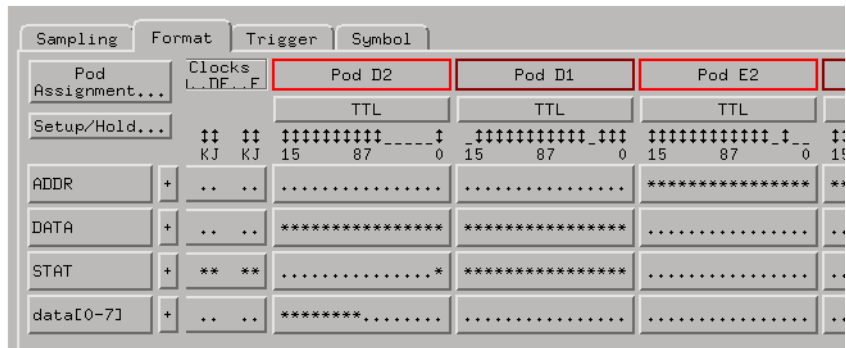 Sampling Format Trigger Symbol
Pod Assignment... Clocks Pod D2 Pod D1 Pod E2
TTL TTL TTL
Setup/Hold...
KJ KJ 15 87 0 15 87 0 15 87 0 15
ADDR + .. .. ................ ................ **************** **
DATA + .. .. **************** **************** ................ ..
STAT + ** ** ...............* **************** ................ ..
data[0-7] + .. .. ********........ ................ ................ ..